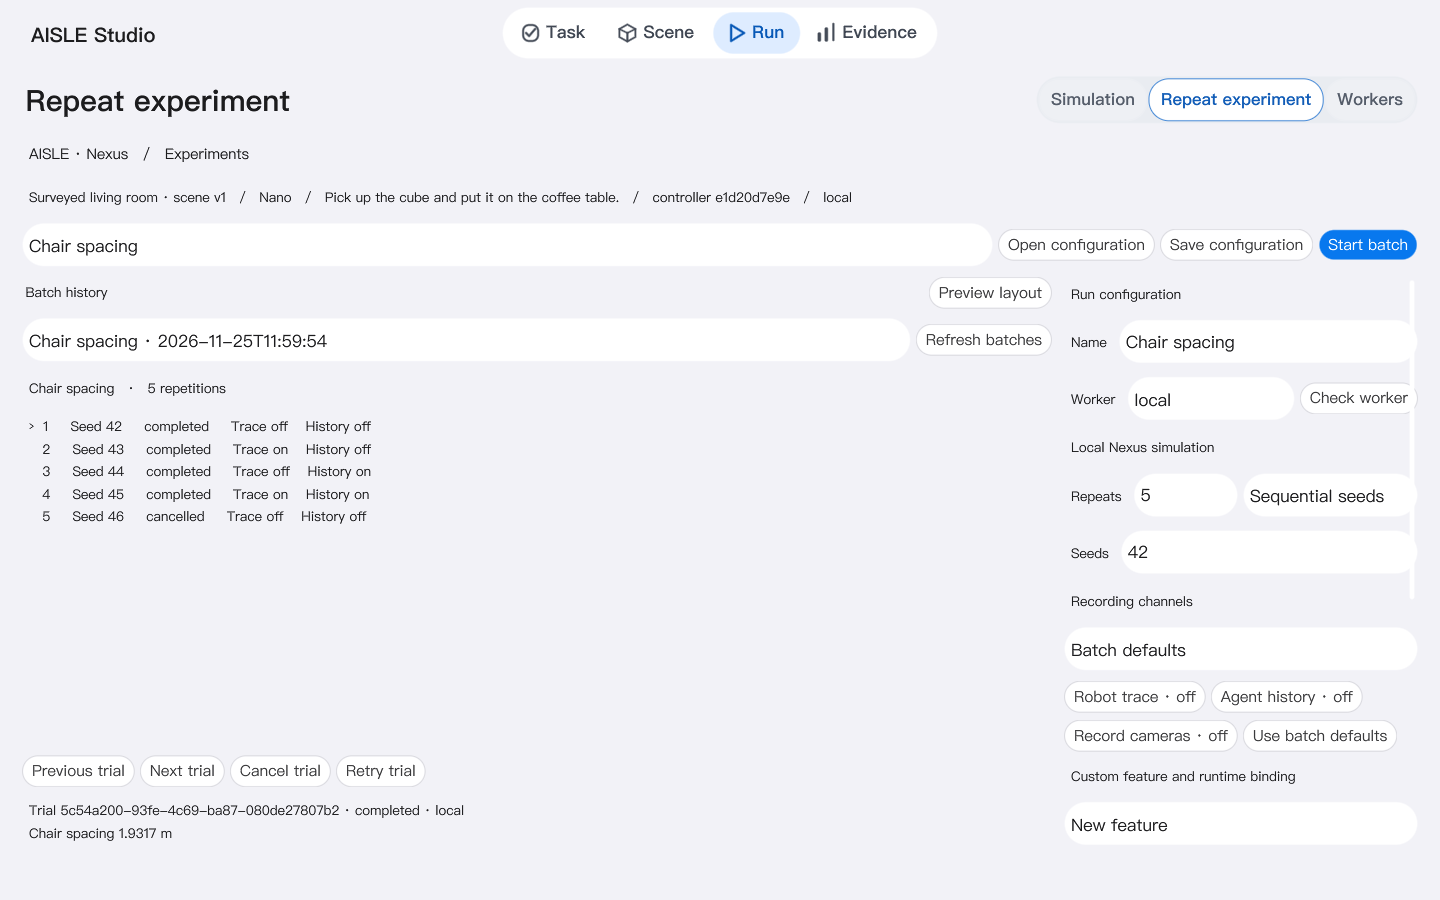 AISLE Studio
Task
Scene
Run
Evidence
Repeat experiment
Simulation
Repeat experiment
Workers
AISLE · Nexus / Experiments
Surveyed living room · scene v1 / Nano / Pick up the cube and put it on the coffee table. / controller e1d20d7e9e / local
Chair spacing
Open configuration
Save configuration
Start batch
Batch history
Preview layout
Chair spacing · 2026-11-25T11:59:54
Refresh batches
Chair spacing · 5 repetitions
> 1 Seed 42 completed Trace off History off
2 Seed 43 completed Trace on History off
3 Seed 44 completed Trace off History on
4 Seed 45 completed Trace on History on
5 Seed 46 cancelled Trace off History off
Previous trial
Next trial
Cancel trial
Retry trial
Trial 5c54a200-93fe-4c69-ba87-080de27807b2 · completed · local
Chair spacing 1.9317 m
Run configuration
Name Chair spacing
Worker local Check worker
Local Nexus simulation
Repeats 5 Sequential seeds
Seeds 42
Recording channels
Batch defaults
Robot trace · off
Agent history · off
Record cameras · off
Use batch defaults
Custom feature and runtime binding
New feature